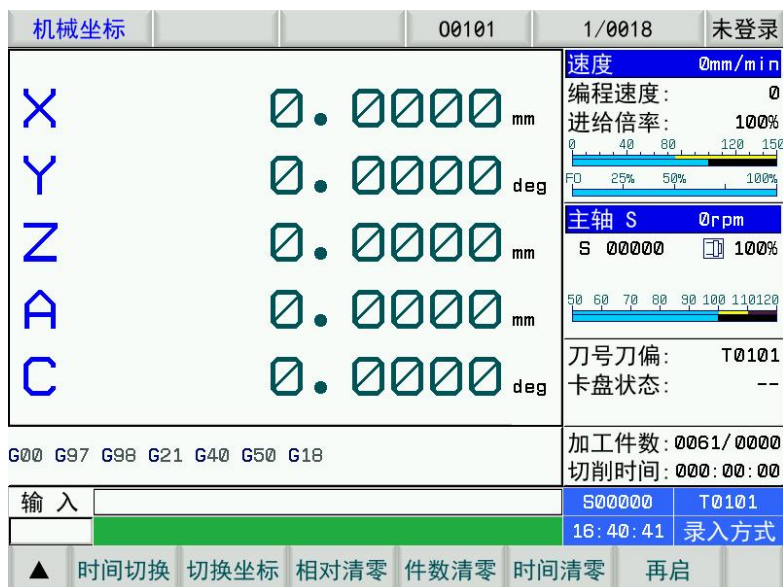 机械坐标 O0101 1/0018 未登录
X 0.0000 mm
Y 0.0000 deg
Z 0.0000 mm
A 0.0000 mm
C 0.0000 deg
G00 G97 G98 G21 G40 G50 G18
速度 0mm/min
编程速度: 0
进给倍率: 100%
0 40 80 120 150
F0 25% 50% 100%
主轴 S 0rpm
S 00000 100%
50 60 70 80 90 100 110 120
刀号刀偏: T0101
卡盘状态: --
加工件数: 0061/0000
切削时间: 000:00:00
输入
S00000 T0101
16:40:41 录入方式
▲ 时间切换 切换坐标 相对清零 件数清零 时间清零 再启